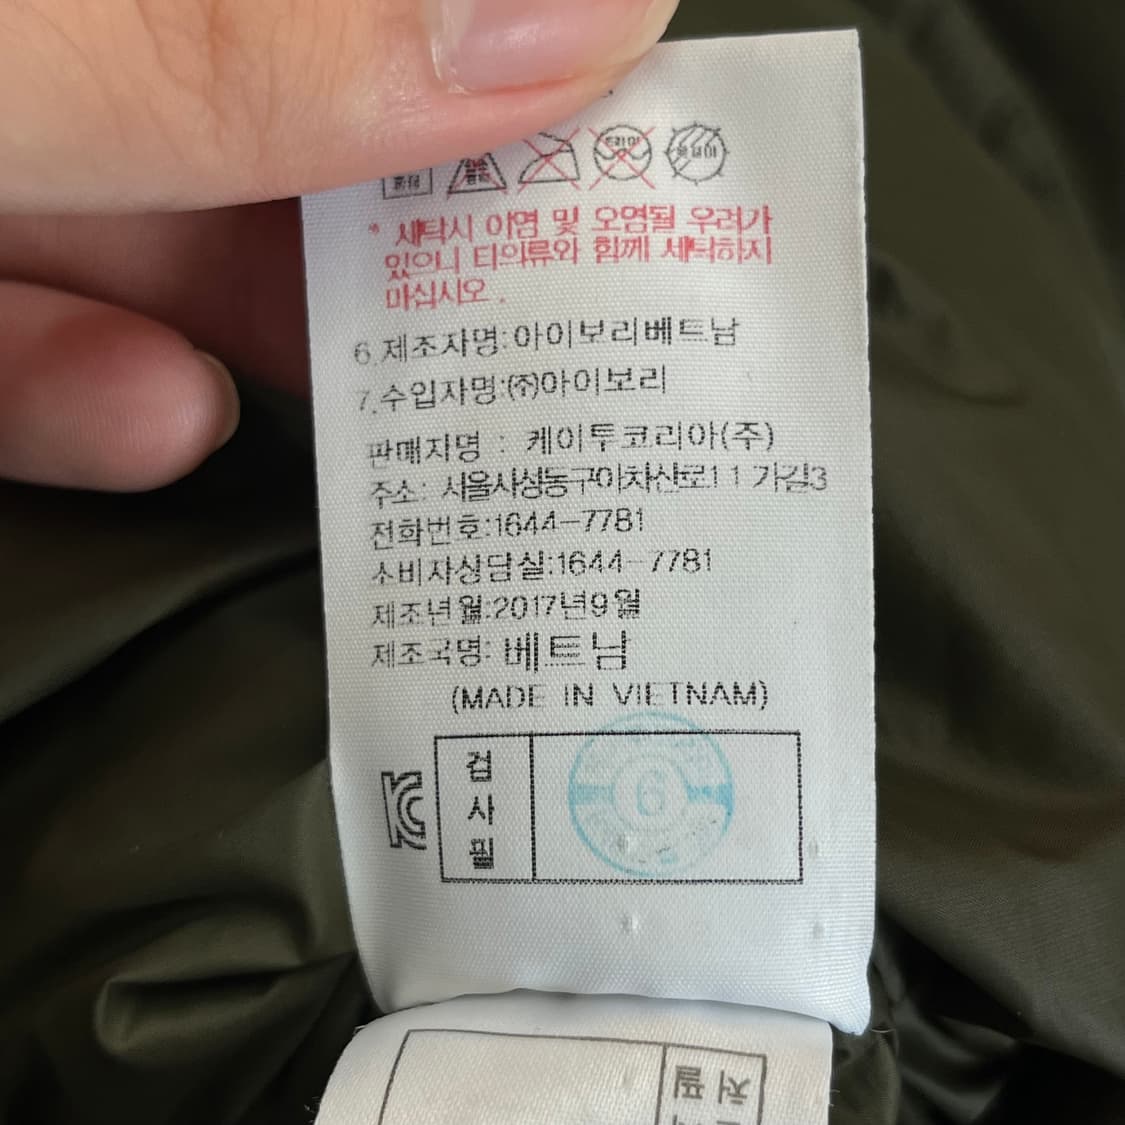 드라이
옷걸이
* 세탁시 이염 및 오염될 우려가
있으니 타의류와 함께 세탁하지
마십시오.
6.제조자명:아이보리베트남
7.수입자명:㈜아이보리
판매자명 : 케이투코리아(주)
주소: 서울시성동구아차산로11 가길3
전화번호:1644-7781
소비자상담실:1644-7781
제조년월:2017년9월
제조국명: 베트남
(MADE IN VIETNAM)
검
사
필
6